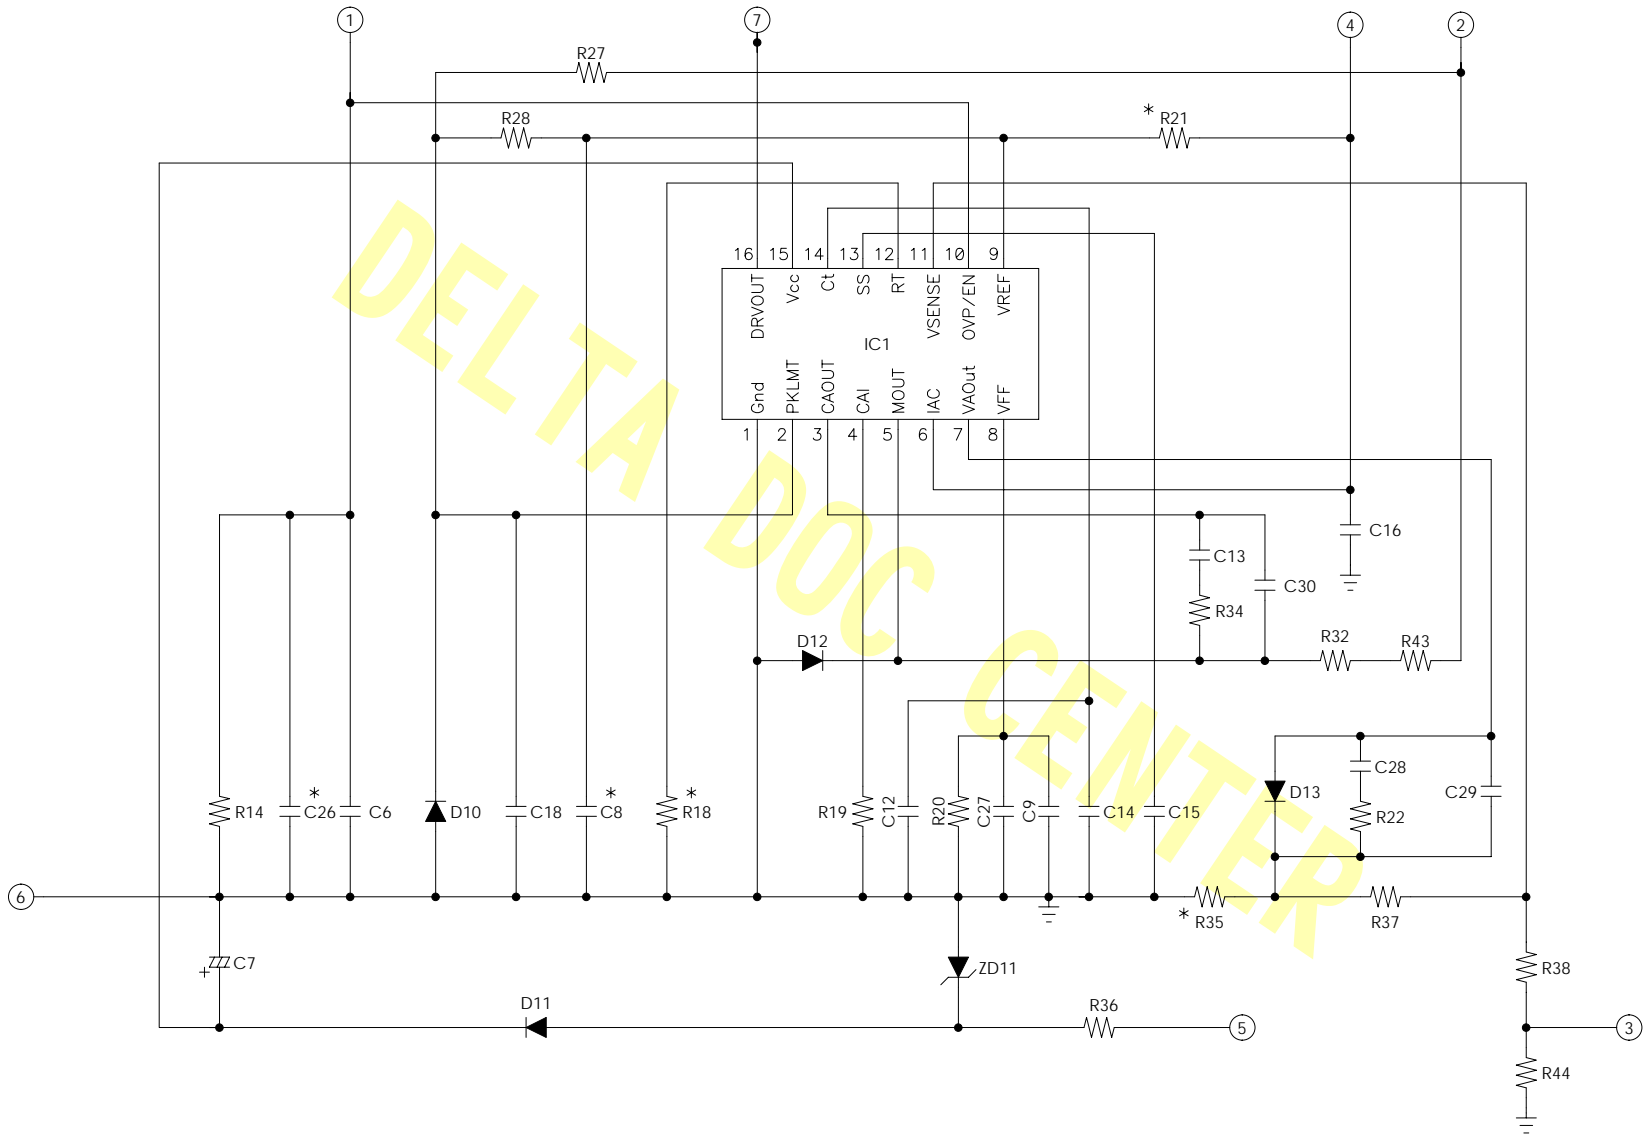 1
7
4
2
R27
R28
* R21
16 15 14 13 12 11 10 9
DRVOUT Vcc Ct SS RT VSENSE OVP/EN VREF
IC1
Gnd PKLMT CAOUT CAI MOUT IAC VAOut VFF
1 2 3 4 5 6 7 8
DELTA DOC CENTER
C16
C13
C30
R34
D12
R32
R43
C28
D13
C29
R22
R14
* C26
C6
D10
C18
* C8
* R18
R19
C12
R20
C27
C9
C14
C15
6
* R35
R37
C7
+
ZD11
R38
D11
R36
5
3
R44